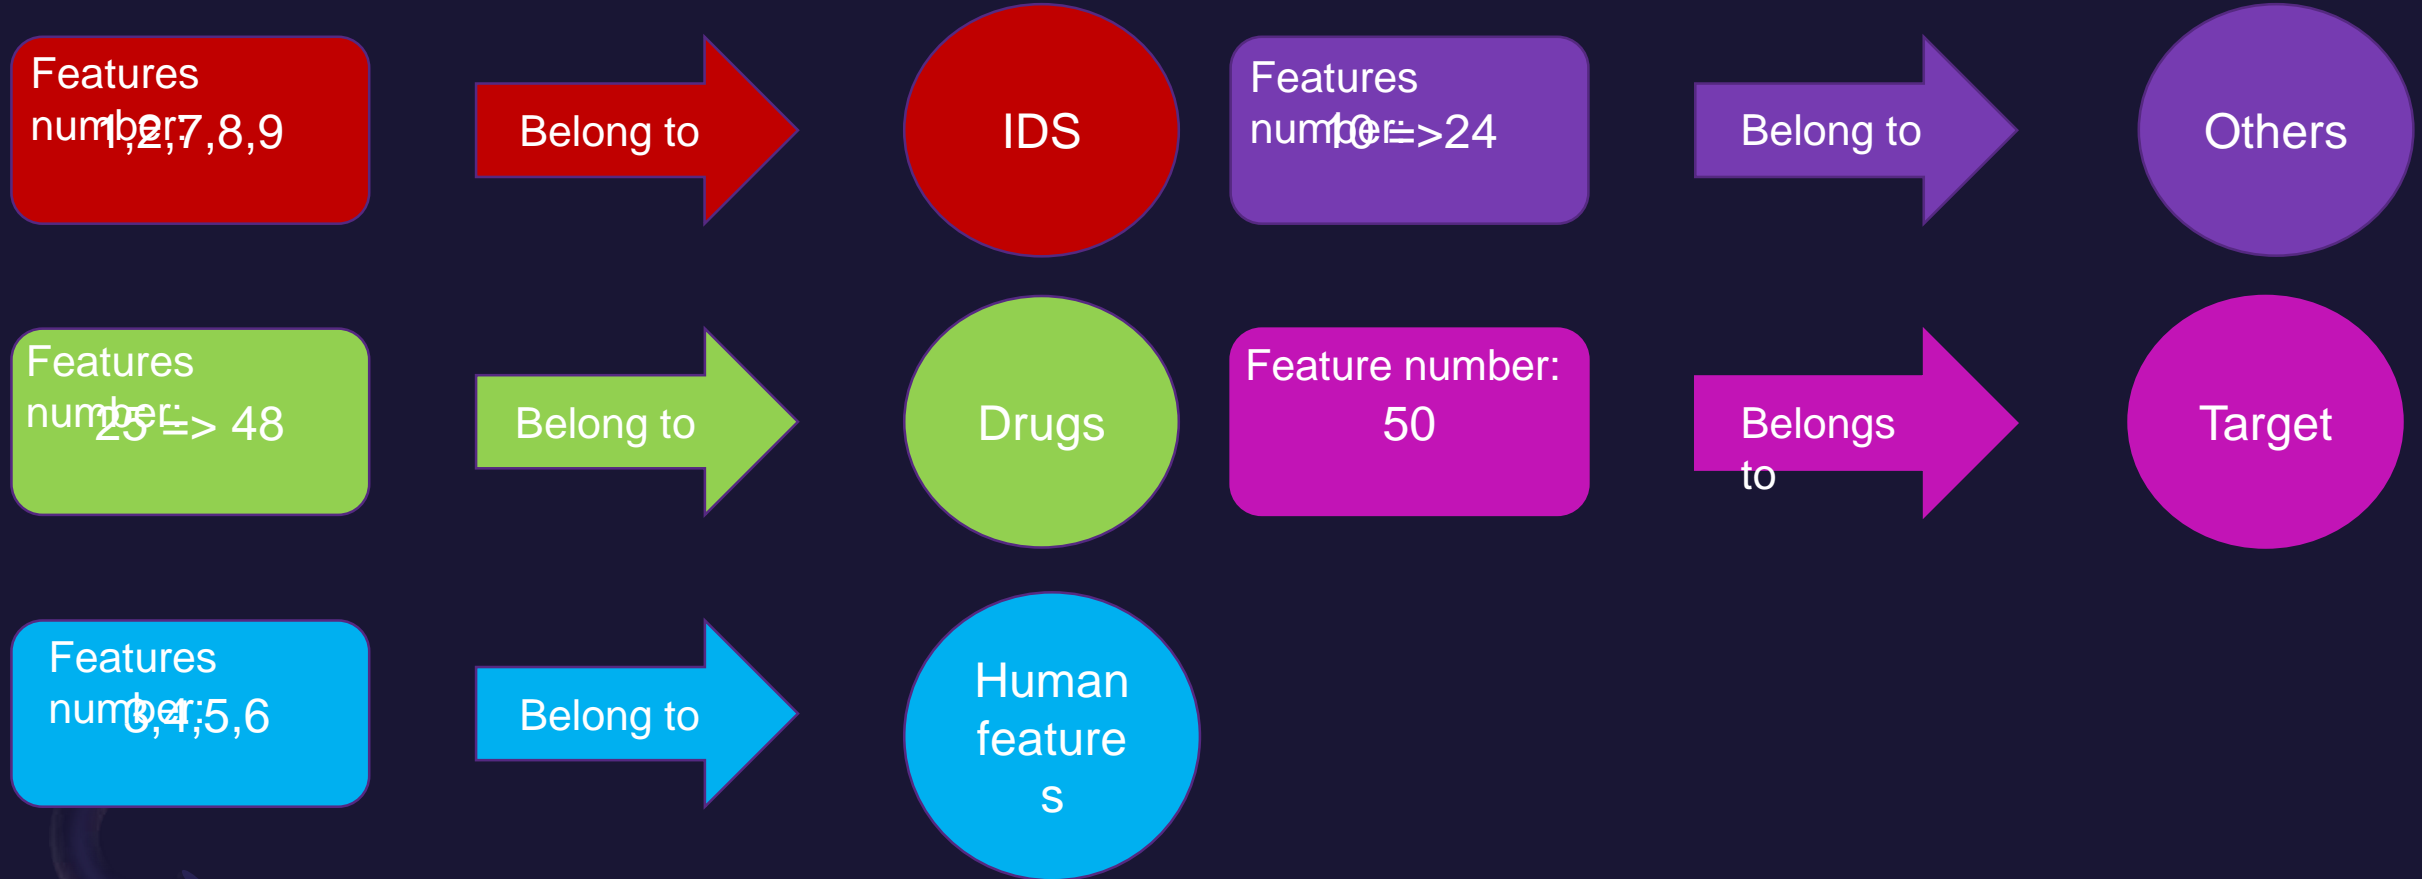 Features
number:
1,2,7,8,9
Belong to
IDS
Features
number:
10 =>24
Belong to
Others
Features
number:
25 => 48
Belong to
Drugs
Feature number:
50
Belongs
to
Target
Features
number:
3,4,5,6
Belong to
Human
feature
s